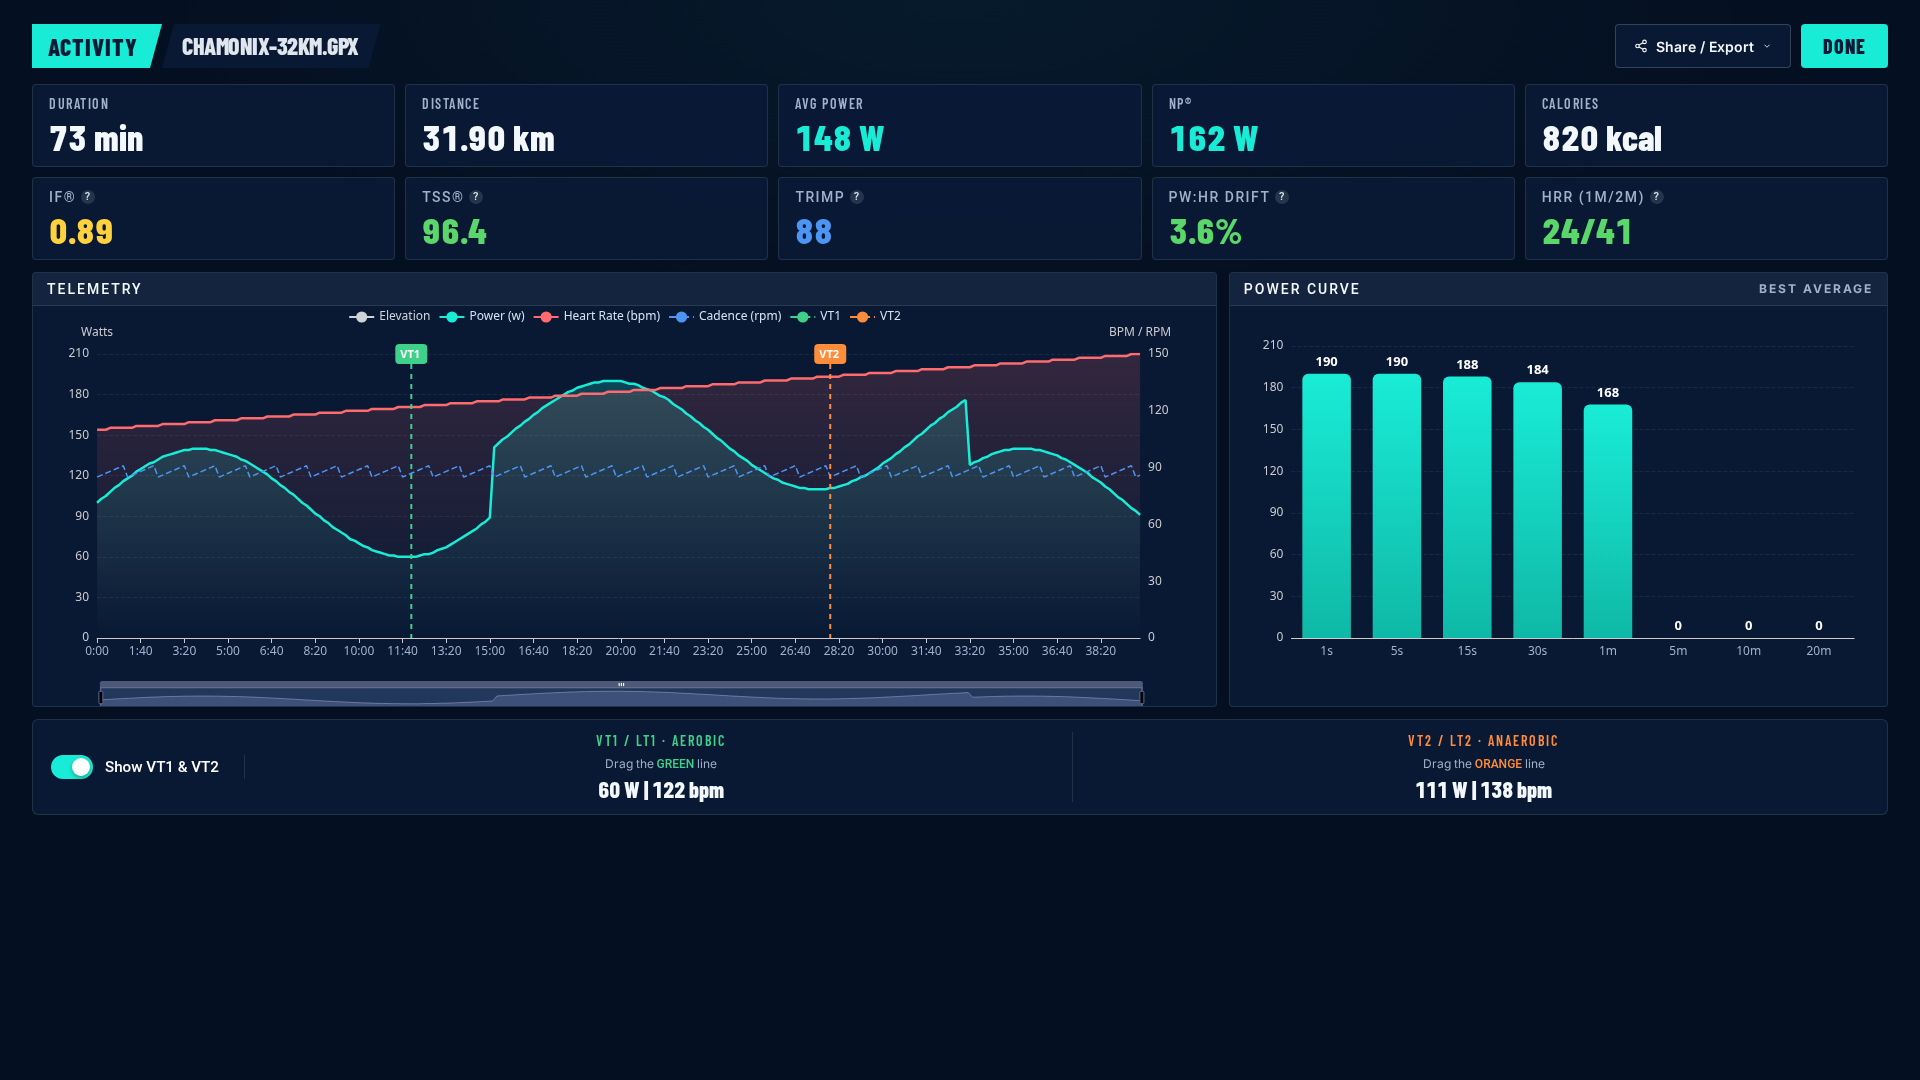 ACTIVITY
CHAMONIX-32KM.GPX
Share / Export
DONE
DURATION
73 min
DISTANCE
31.90 km
AVG POWER
148 W
NP®
162 W
CALORIES
820 kcal
IF® ?
0.89
TSS® ?
96.4
TRIMP ?
88
PW:HR DRIFT ?
3.6%
HRR (1M/2M) ?
24/41
TELEMETRY
Elevation Power (w) Heart Rate (bpm) Cadence (rpm) VT1 VT2
Watts
BPM / RPM
VT1
VT2
210
180
150
120
90
60
30
0
150
120
90
60
30
0
0:00 1:40 3:20 5:00 6:40 8:20 10:00 11:40 13:20 15:00 16:40 18:20 20:00 21:40 23:20 25:00 26:40 28:20 30:00 31:40 33:20 35:00 36:40 38:20
POWER CURVE
BEST AVERAGE
210
180
150
120
90
60
30
0
190 190 188 184 168 0 0 0
1s 5s 15s 30s 1m 5m 10m 20m
Show VT1 & VT2
VT1 / LT1 · AEROBIC
Drag the GREEN line
60 W | 122 bpm
VT2 / LT2 · ANAEROBIC
Drag the ORANGE line
111 W | 138 bpm